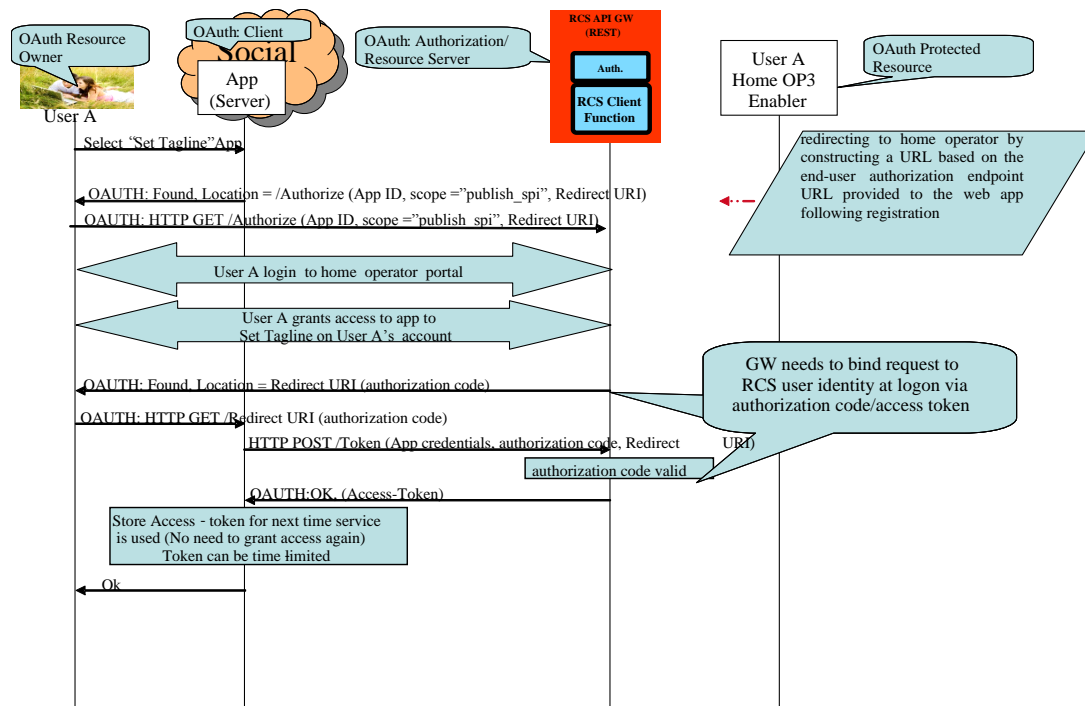 OAuth Resource
Owner
User A
OAuth: Client
Social
App
(Server)
OAuth: Authorization/
Resource Server
RCS API GW
(REST)
Auth.
RCS Client
Function
User A
Home OP3
Enabler
OAuth Protected
Resource
Select “Set Tagline”App
redirecting to home operator by
constructing a URL based on the
end-user authorization endpoint
URL provided to the web app
following registration
OAUTH: Found, Location = /Authorize (App ID, scope =”publish_spi”, Redirect URI)
OAUTH: HTTP GET /Authorize (App ID, scope =”publish_spi”, Redirect URI)
User A login to home operator portal
User A grants access to app to
Set Tagline on User A’s account
GW needs to bind request to
RCS user identity at logon via
authorization code/access token
OAUTH: Found, Location = Redirect URI (authorization code)
OAUTH: HTTP GET /Redirect URI (authorization code)
HTTP POST /Token (App credentials, authorization code, Redirect URI)
authorization code valid
OAUTH:OK, (Access-Token)
Store Access - token for next time service
is used (No need to grant access again)
Token can be time limited
Ok